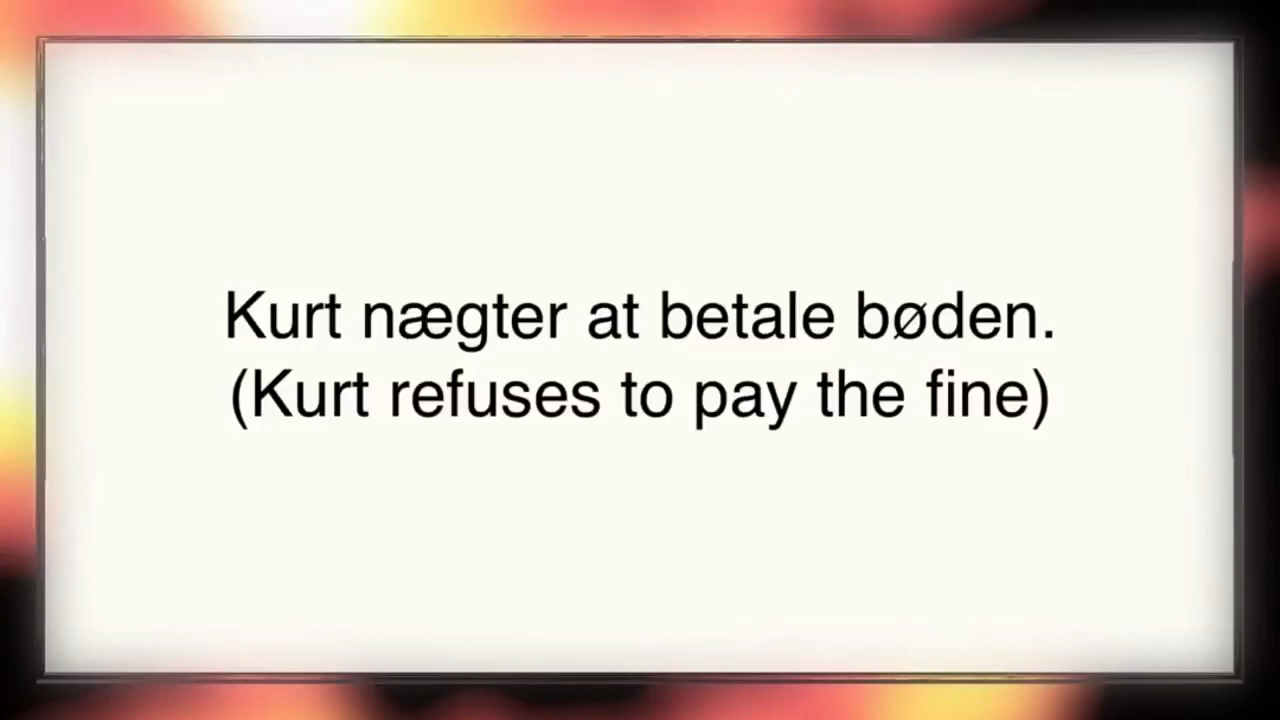 Kurt nægter at betale bøden.
(Kurt refuses to pay the fine)